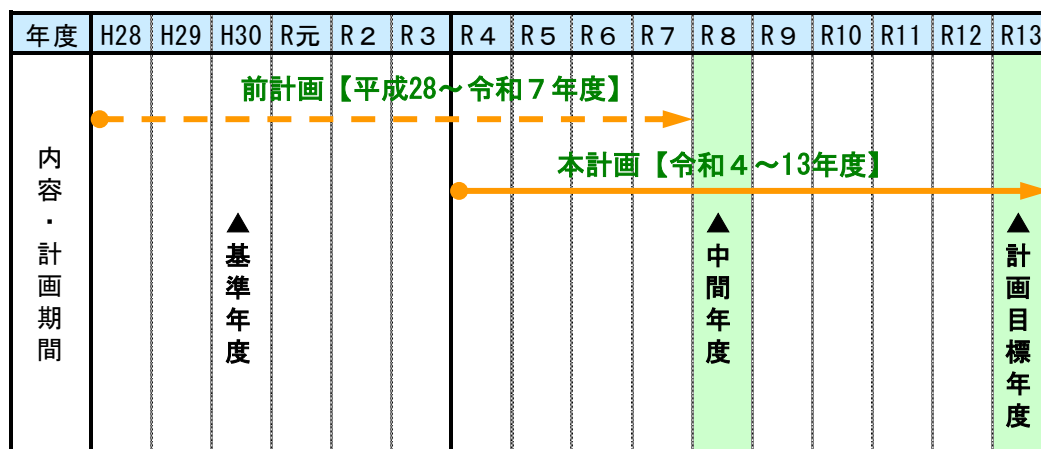 年度 H28 H29 H30 R元 R２ R３ R４ R５ R６ R７ R８ R９ R10 R11 R12 R13
前計画【平成28～令和７年度】
本計画【令和４～13年度】
内容・計画期間
▲基準年度
▲中間年度
▲計画目標年度